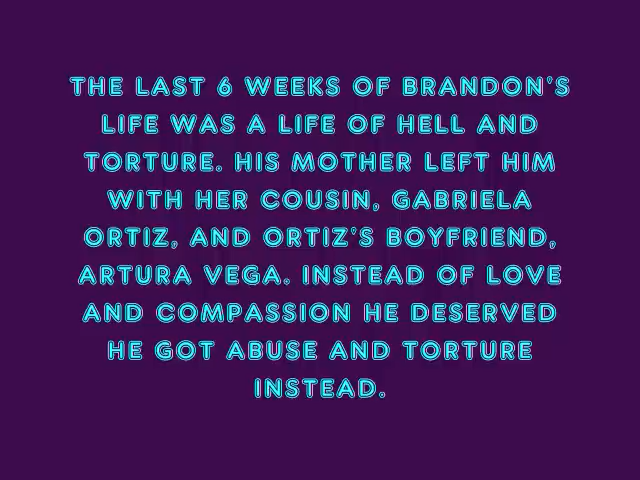 THE LAST 6 WEEKS OF BRANDON'S
LIFE WAS A LIFE OF HELL AND
TORTURE. HIS MOTHER LEFT HIM
WITH HER COUSIN, GABRIELA
ORTIZ, AND ORTIZ'S BOYFRIEND,
ARTURA VEGA. INSTEAD OF LOVE
AND COMPASSION HE DESERVED
HE GOT ABUSE AND TORTURE
INSTEAD.